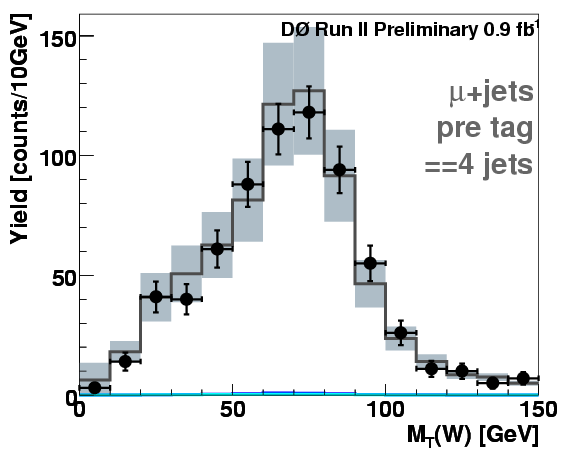 DØ Run II Preliminary 0.9 fb⁻¹
μ+jets
pre tag
==4 jets
Yield [counts/10GeV]
150
100
50
0
0 50 100 150
M_T(W) [GeV]